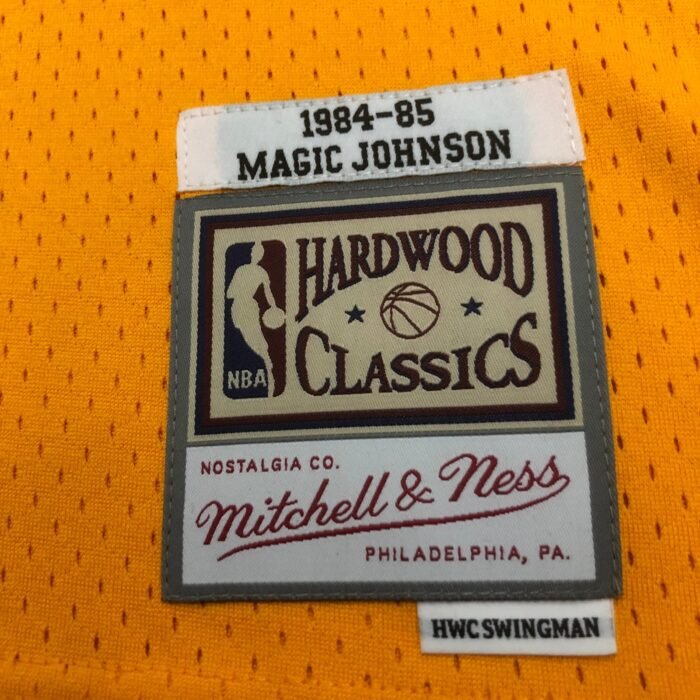 1984-85
MAGIC JOHNSON
HARDWOOD
CLASSICS
NBA
NOSTALGIA CO.
Mitchell & Ness
PHILADELPHIA, PA.
HWC SWINGMAN